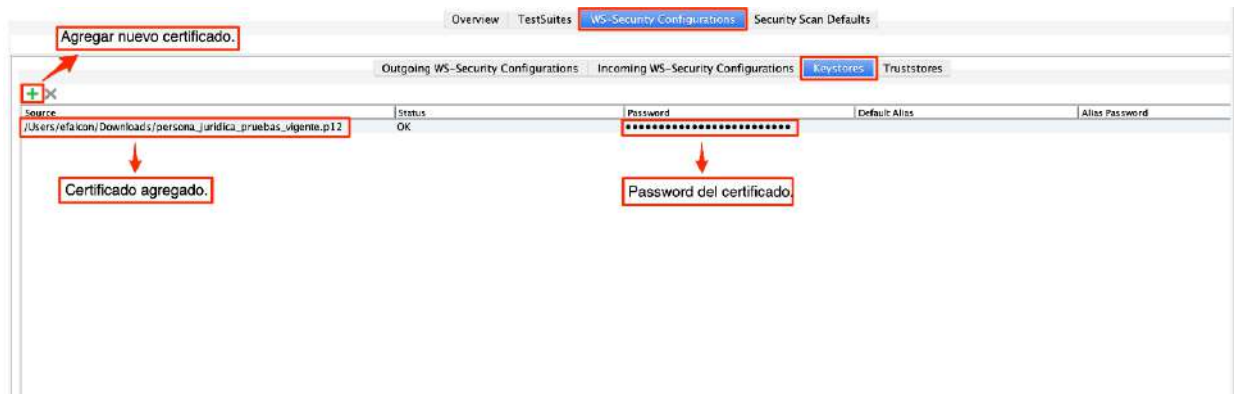 Overview TestSuites WS-Security Configurations Security Scan Defaults
Agregar nuevo certificado.
Outgoing WS-Security Configurations Incoming WS-Security Configurations Keystores Truststores
Source Status Password Default Alias Alias Password
/Users/efalcon/Downloads/persona_juridica_pruebas_vigente.p12 OK ••••••••••••••••••••••••••
Certificado agregado.
Password del certificado.